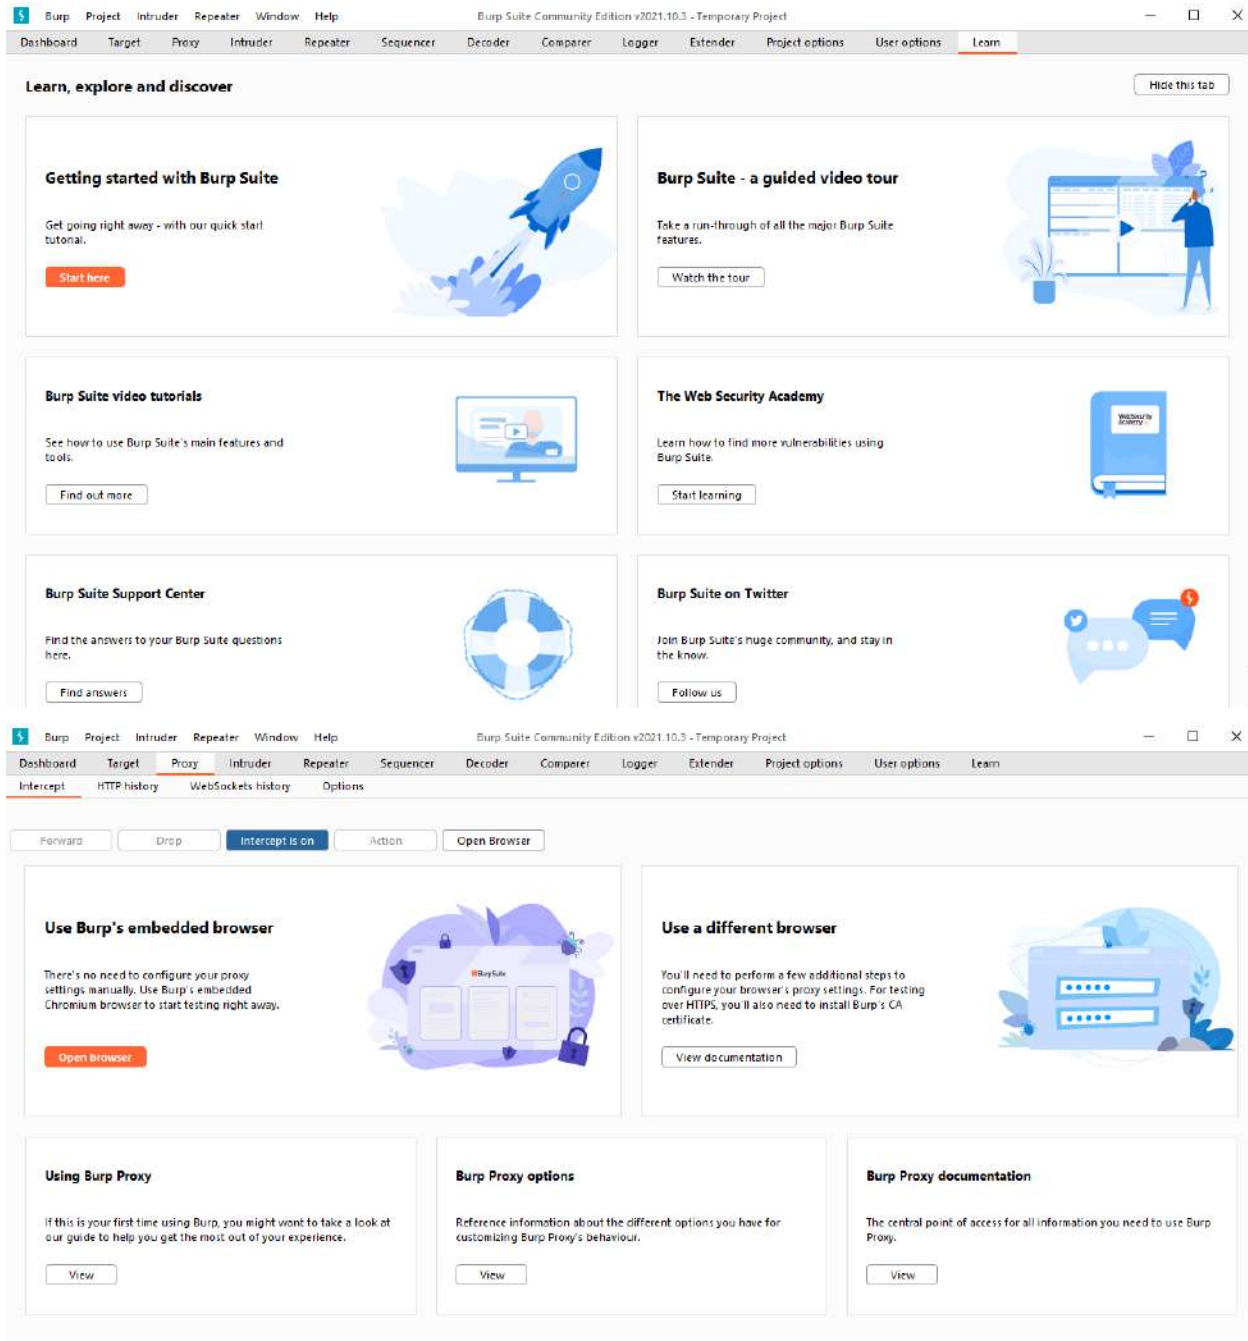 Burp Project Intruder Repeater Window Help Burp Suite Community Edition v2021.10.3 - Temporary Project
Dashboard Target Proxy Intruder Repeater Sequencer Decoder Comparer Logger Extender Project options User options Learn
Learn, explore and discover
Hide this tab
Getting started with Burp Suite
Get going right away - with our quick start
tutorial.
Start here
Burp Suite - a guided video tour
Take a run-through of all the major Burp Suite
features.
Watch the tour
Burp Suite video tutorials
See how to use Burp Suite's main features and
tools.
Find out more
The Web Security Academy
Learn how to find more vulnerabilities using
Burp Suite.
Start learning
WebSecurity
Academy
Burp Suite Support Center
Find the answers to your Burp Suite questions
here.
Find answers
Burp Suite on Twitter
Join Burp Suite's huge community, and stay in
the know.
Follow us
Burp Project Intruder Repeater Window Help Burp Suite Community Edition v2021.10.3 - Temporary Project
Dashboard Target Proxy Intruder Repeater Sequencer Decoder Comparer Logger Extender Project options User options Learn
Intercept HTTP history WebSockets history Options
Forward Drop Intercept is on Action Open Browser
Use Burp's embedded browser
There's no need to configure your proxy
settings manually. Use Burp's embedded
Chromium browser to start testing right away.
Open browser
BurpSuite
Use a different browser
You'll need to perform a few additional steps to
configure your browser's proxy settings. For testing
over HTTPS, you'll also need to install Burp's CA
certificate.
View documentation
Using Burp Proxy
If this is your first time using Burp, you might want to take a look at
our guide to help you get the most out of your experience.
View
Burp Proxy options
Reference information about the different options you have for
customizing Burp Proxy's behaviour.
View
Burp Proxy documentation
The central point of access for all information you need to use Burp
Proxy.
View